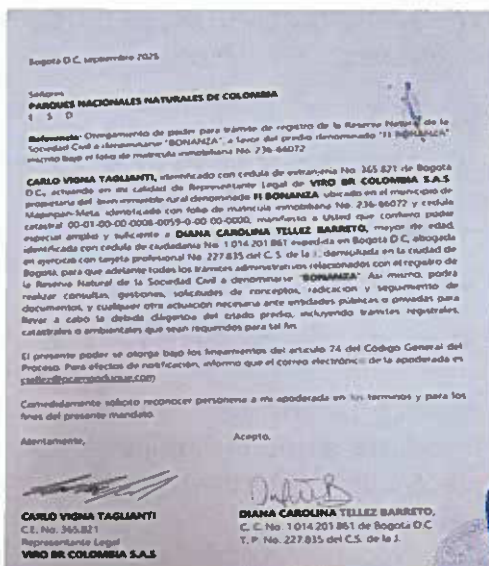 Bogotá D.C., septiembre 2025
Señores
PARQUES NACIONALES NATURALES DE COLOMBIA
E S D
Referencia: Otorgamiento de poder para trámite de registro de la Reserva Natural de la
Sociedad Civil a denominarse "BONANZA", a favor del predio denominado "FI BONANZA"
inscrito bajo el folio de matrícula inmobiliaria No. 236-66072
CARLO VIGNA TAGLIANTI, identificado con cedula de extranjería No. 365.821 de Bogotá
D.C., actuando en mi calidad de Representante Legal de VIRO BR COLOMBIA S.A.S
propietaria del bien inmueble rural denominado FI BONANZA ubicado en el municipio de
Mapiripan-Meta identificado con folio de matrícula inmobiliaria No. 236-66072 y cedula
catastral 00-01-00-00-0008-0059-0-00-00-0000, manifiesto a Usted que confiero poder
especial amplio y suficiente a DIANA CAROLINA TELLEZ BARRETO, mayor de edad,
identificada con cedula de ciudadanía No. 1.014.201.861 expedida en Bogotá D.C, abogada
en ejercicio con tarjeta profesional No. 227.835 del C. S. de la J. domiciliada en la ciudad de
Bogotá, para que adelante todos los trámites administrativos relacionados con el registro de
la Reserva Natural de la Sociedad Civil a denominarse "BONANZA". Así mismo, podrá
realizar consultas, gestiones, solicitudes de conceptos, radicación y seguimiento de
documentos, y cualquier otra actuación necesaria ante entidades públicas o privadas para
llevar a cabo la debida diligencia del citado predio, incluyendo trámites registrales,
catastrales o ambientales que sean requeridos para tal fin.
El presente poder se otorga bajo los lineamientos del artículo 74 del Código General del
Proceso. Para efectos de notificación, informo que el correo electrónico de la apoderada es
Comedidamente solicito reconocer personería a mi apoderada en los términos y para los
fines del presente mandato.
Atentamente,
Acepto,
CARLO VIGNA TAGLIANTI
C.E. No. 365.821
Representante Legal
VIRO BR COLOMBIA S.A.S
DIANA CAROLINA TELLEZ BARRETO,
C. C. No. 1.014.201.861 de Bogotá D.C
T. P. No. 227.835 del C.S. de la J.